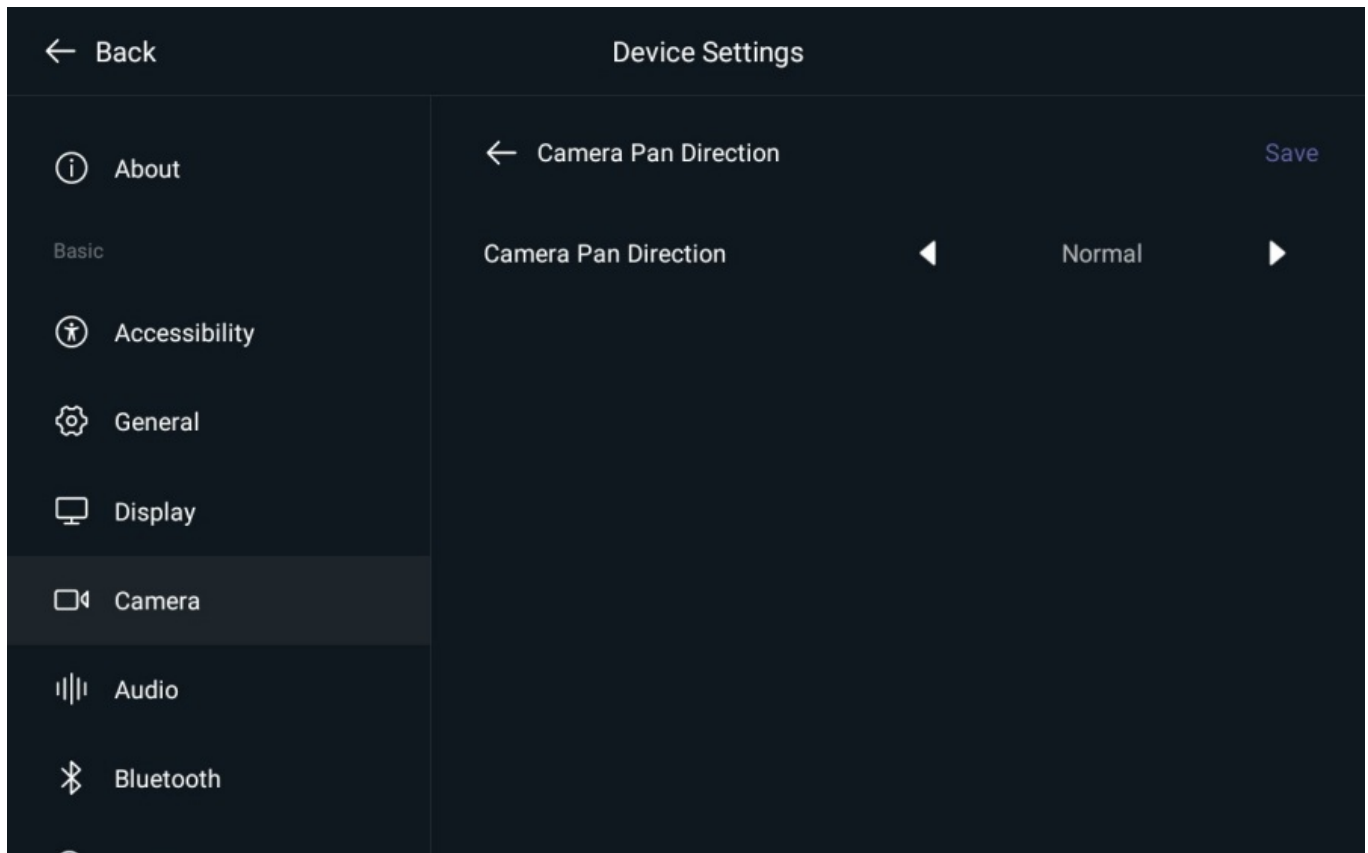 Back
Device Settings
About
Basic
Accessibility
General
Display
Camera
Audio
Bluetooth
Camera Pan Direction
Save
Camera Pan Direction
Normal